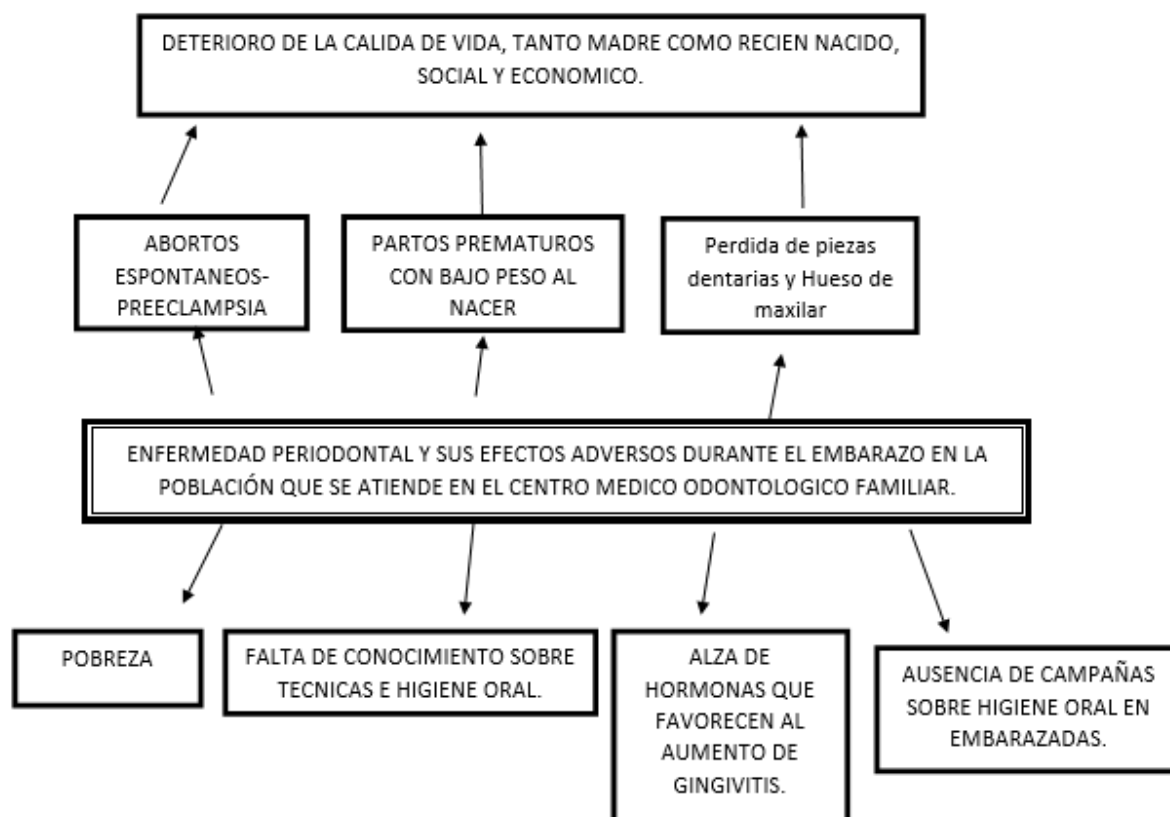 DETERIORO DE LA CALIDA DE VIDA, TANTO MADRE COMO RECIEN NACIDO,
SOCIAL Y ECONOMICO.
ABORTOS
ESPONTANEOS-
PREECLAMPSIA
PARTOS PREMATUROS
CON BAJO PESO AL
NACER
Perdida de piezas
dentarias y Hueso de
maxilar
ENFERMEDAD PERIODONTAL Y SUS EFECTOS ADVERSOS DURANTE EL EMBARAZO EN LA
POBLACIÓN QUE SE ATIENDE EN EL CENTRO MEDICO ODONTOLOGICO FAMILIAR.
POBREZA
FALTA DE CONOCIMIENTO SOBRE
TECNICAS E HIGIENE ORAL.
ALZA DE
HORMONAS QUE
FAVORECEN AL
AUMENTO DE
GINGIVITIS.
AUSENCIA DE CAMPAÑAS
SOBRE HIGIENE ORAL EN
EMBARAZADAS.